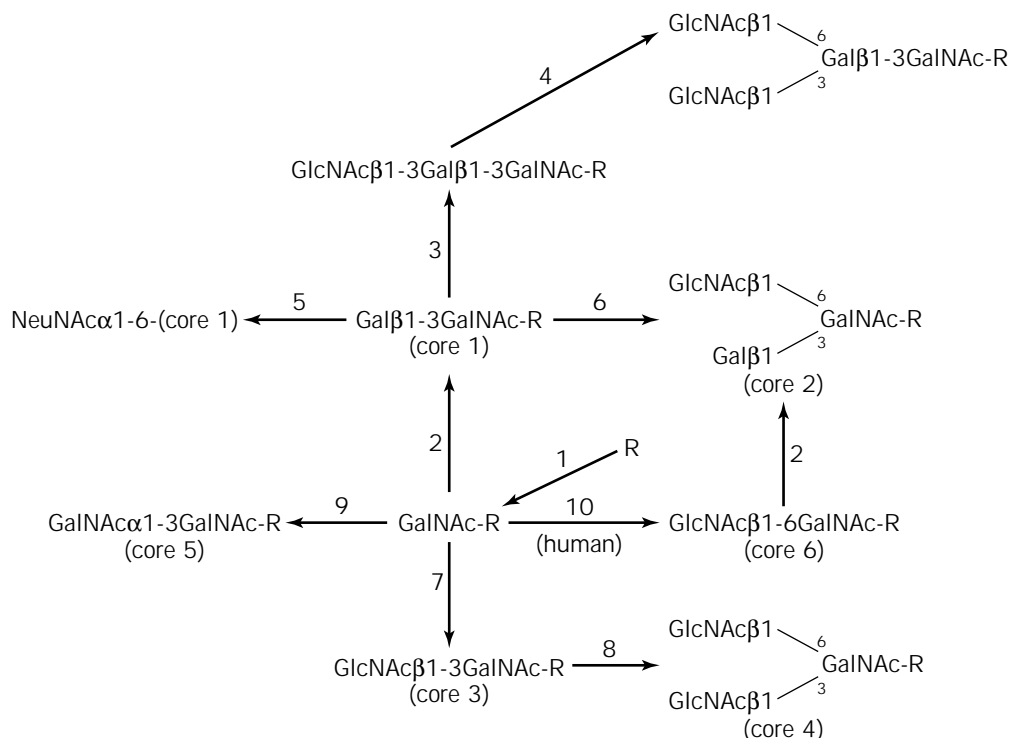 GlcNAcβ1
6
Galβ1-3GalNAc-R
3
GlcNAcβ1
4
GlcNAcβ1-3Galβ1-3GalNAc-R
3
GlcNAcβ1
6
GalNAc-R
3
Galβ1
(core 2)
NeuNAcα1-6-(core 1)
5
Galβ1-3GalNAc-R
(core 1)
6
2
1
R
2
GalNAcα1-3GalNAc-R
(core 5)
9
GalNAc-R
10
(human)
GlcNAcβ1-6GalNAc-R
(core 6)
7
GlcNAcβ1-3GalNAc-R
(core 3)
8
GlcNAcβ1
6
GalNAc-R
3
GlcNAcβ1
(core 4)